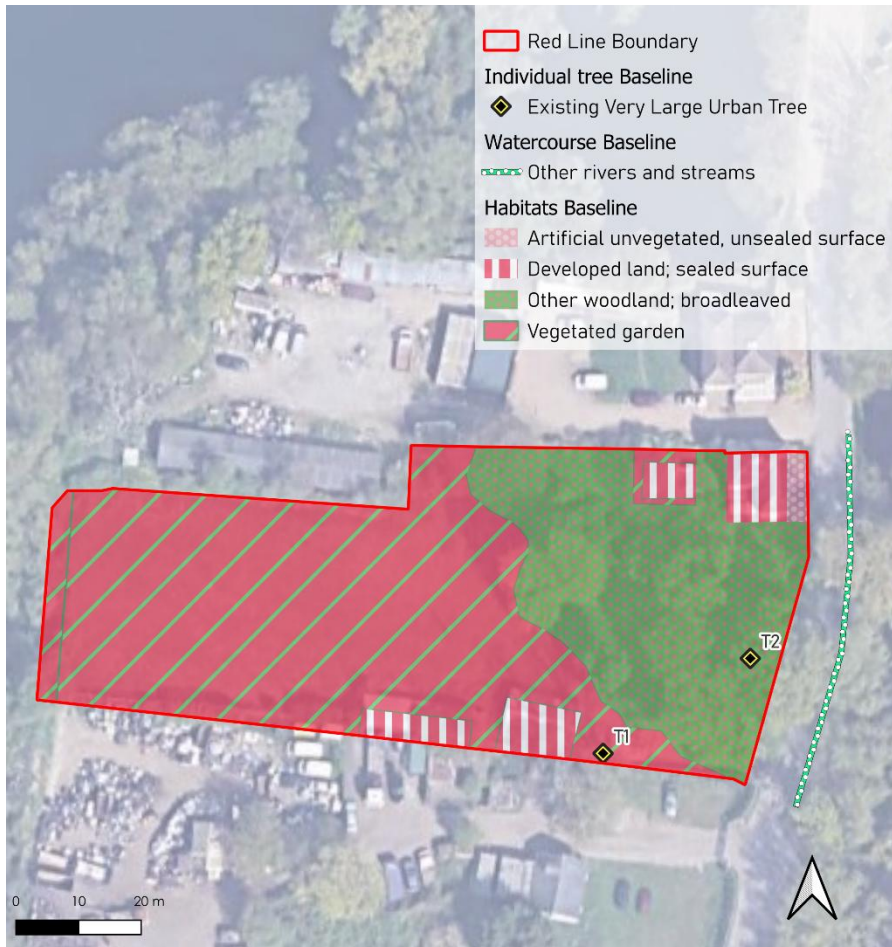 Red Line Boundary
Individual tree Baseline
Existing Very Large Urban Tree
Watercourse Baseline
Other rivers and streams
Habitats Baseline
Artificial unvegetated, unsealed surface
Developed land; sealed surface
Other woodland; broadleaved
Vegetated garden
T2
T1
0 10 20 m